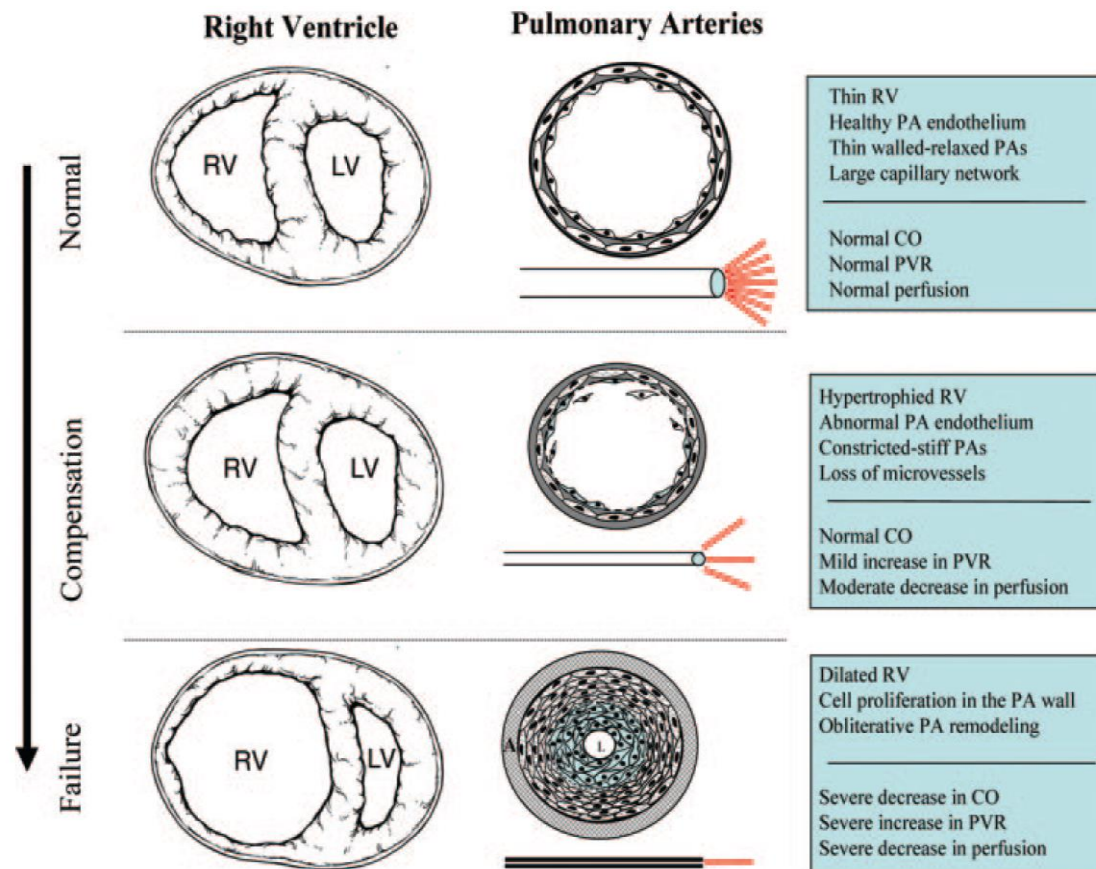 Right Ventricle
Pulmonary Arteries
Normal
RV
LV
Thin RV
Healthy PA endothelium
Thin walled-relaxed PAs
Large capillary network
Normal CO
Normal PVR
Normal perfusion
Compensation
RV
LV
Hypertrophied RV
Abnormal PA endothelium
Constricted-stiff PAs
Loss of microvessels
Normal CO
Mild increase in PVR
Moderate decrease in perfusion
Failure
RV
LV
A
L
Dilated RV
Cell proliferation in the PA wall
Obliterative PA remodeling
Severe decrease in CO
Severe increase in PVR
Severe decrease in perfusion